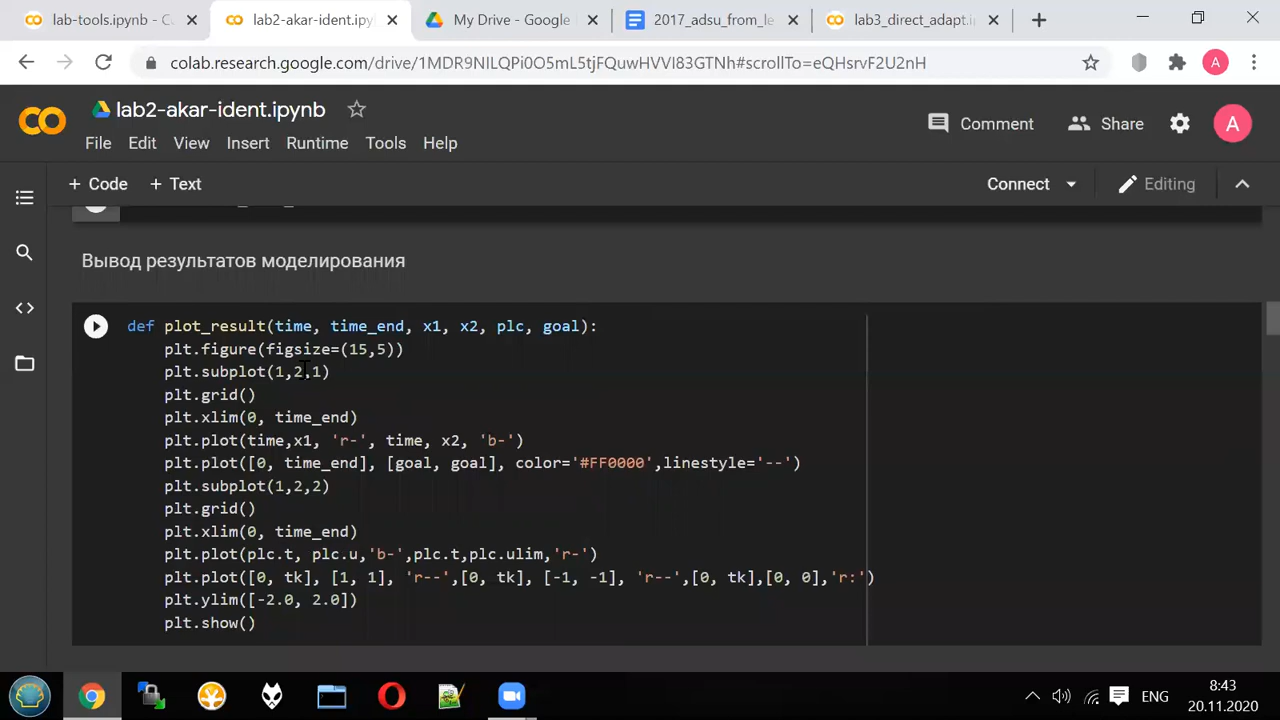 lab-tools.ipynb - C
lab2-akar-ident.ipy
My Drive - Google
2017_adsu_from_le
lab3_direct_adapt.i
colab.research.google.com/drive/1MDR9NILQPi0O5mL5tjFQuwHVVI83GTNh#scrollTo=eQHsrvF2U2nH
A
lab2-akar-ident.ipynb
Comment
Share
A
File Edit View Insert Runtime Tools Help
+ Code + Text
Connect
Editing
Вывод результатов моделирования
def plot_result(time, time_end, x1, x2, plc, goal):
plt.figure(figsize=(15,5))
plt.subplot(1,2,1)
plt.grid()
plt.xlim(0, time_end)
plt.plot(time,x1, 'r-', time, x2, 'b-')
plt.plot([0, time_end], [goal, goal], color='#FF0000',linestyle='--')
plt.subplot(1,2,2)
plt.grid()
plt.xlim(0, time_end)
plt.plot(plc.t, plc.u,'b-',plc.t,plc.ulim,'r-')
plt.plot([0, tk], [1, 1], 'r--',[0, tk], [-1, -1], 'r--',[0, tk],[0, 0],'r:')
plt.ylim([-2.0, 2.0])
plt.show()
ENG
8:43
20.11.2020